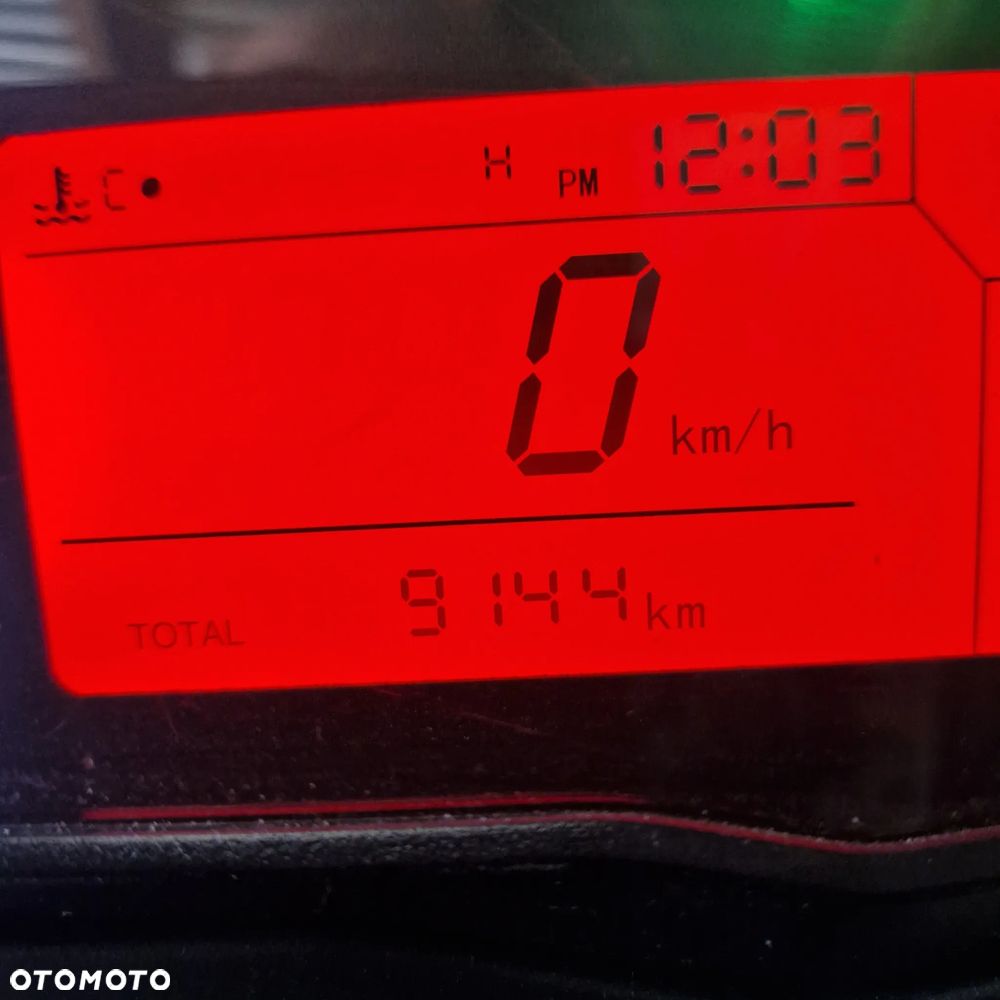 C H PM 12:03
0 km/h
TOTAL 9144 km
OTOMOTO